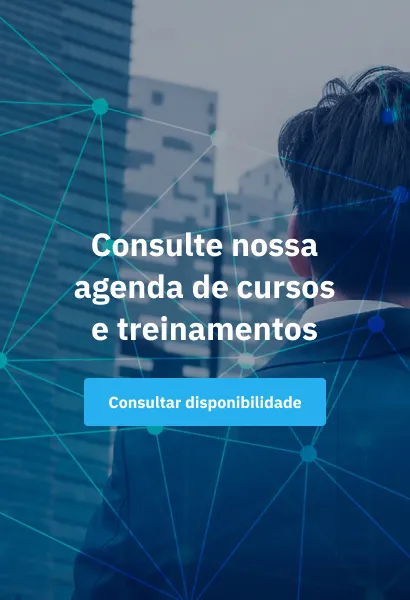 Consulte nossa
agenda de cursos
e treinamentos
Consultar disponibilidade